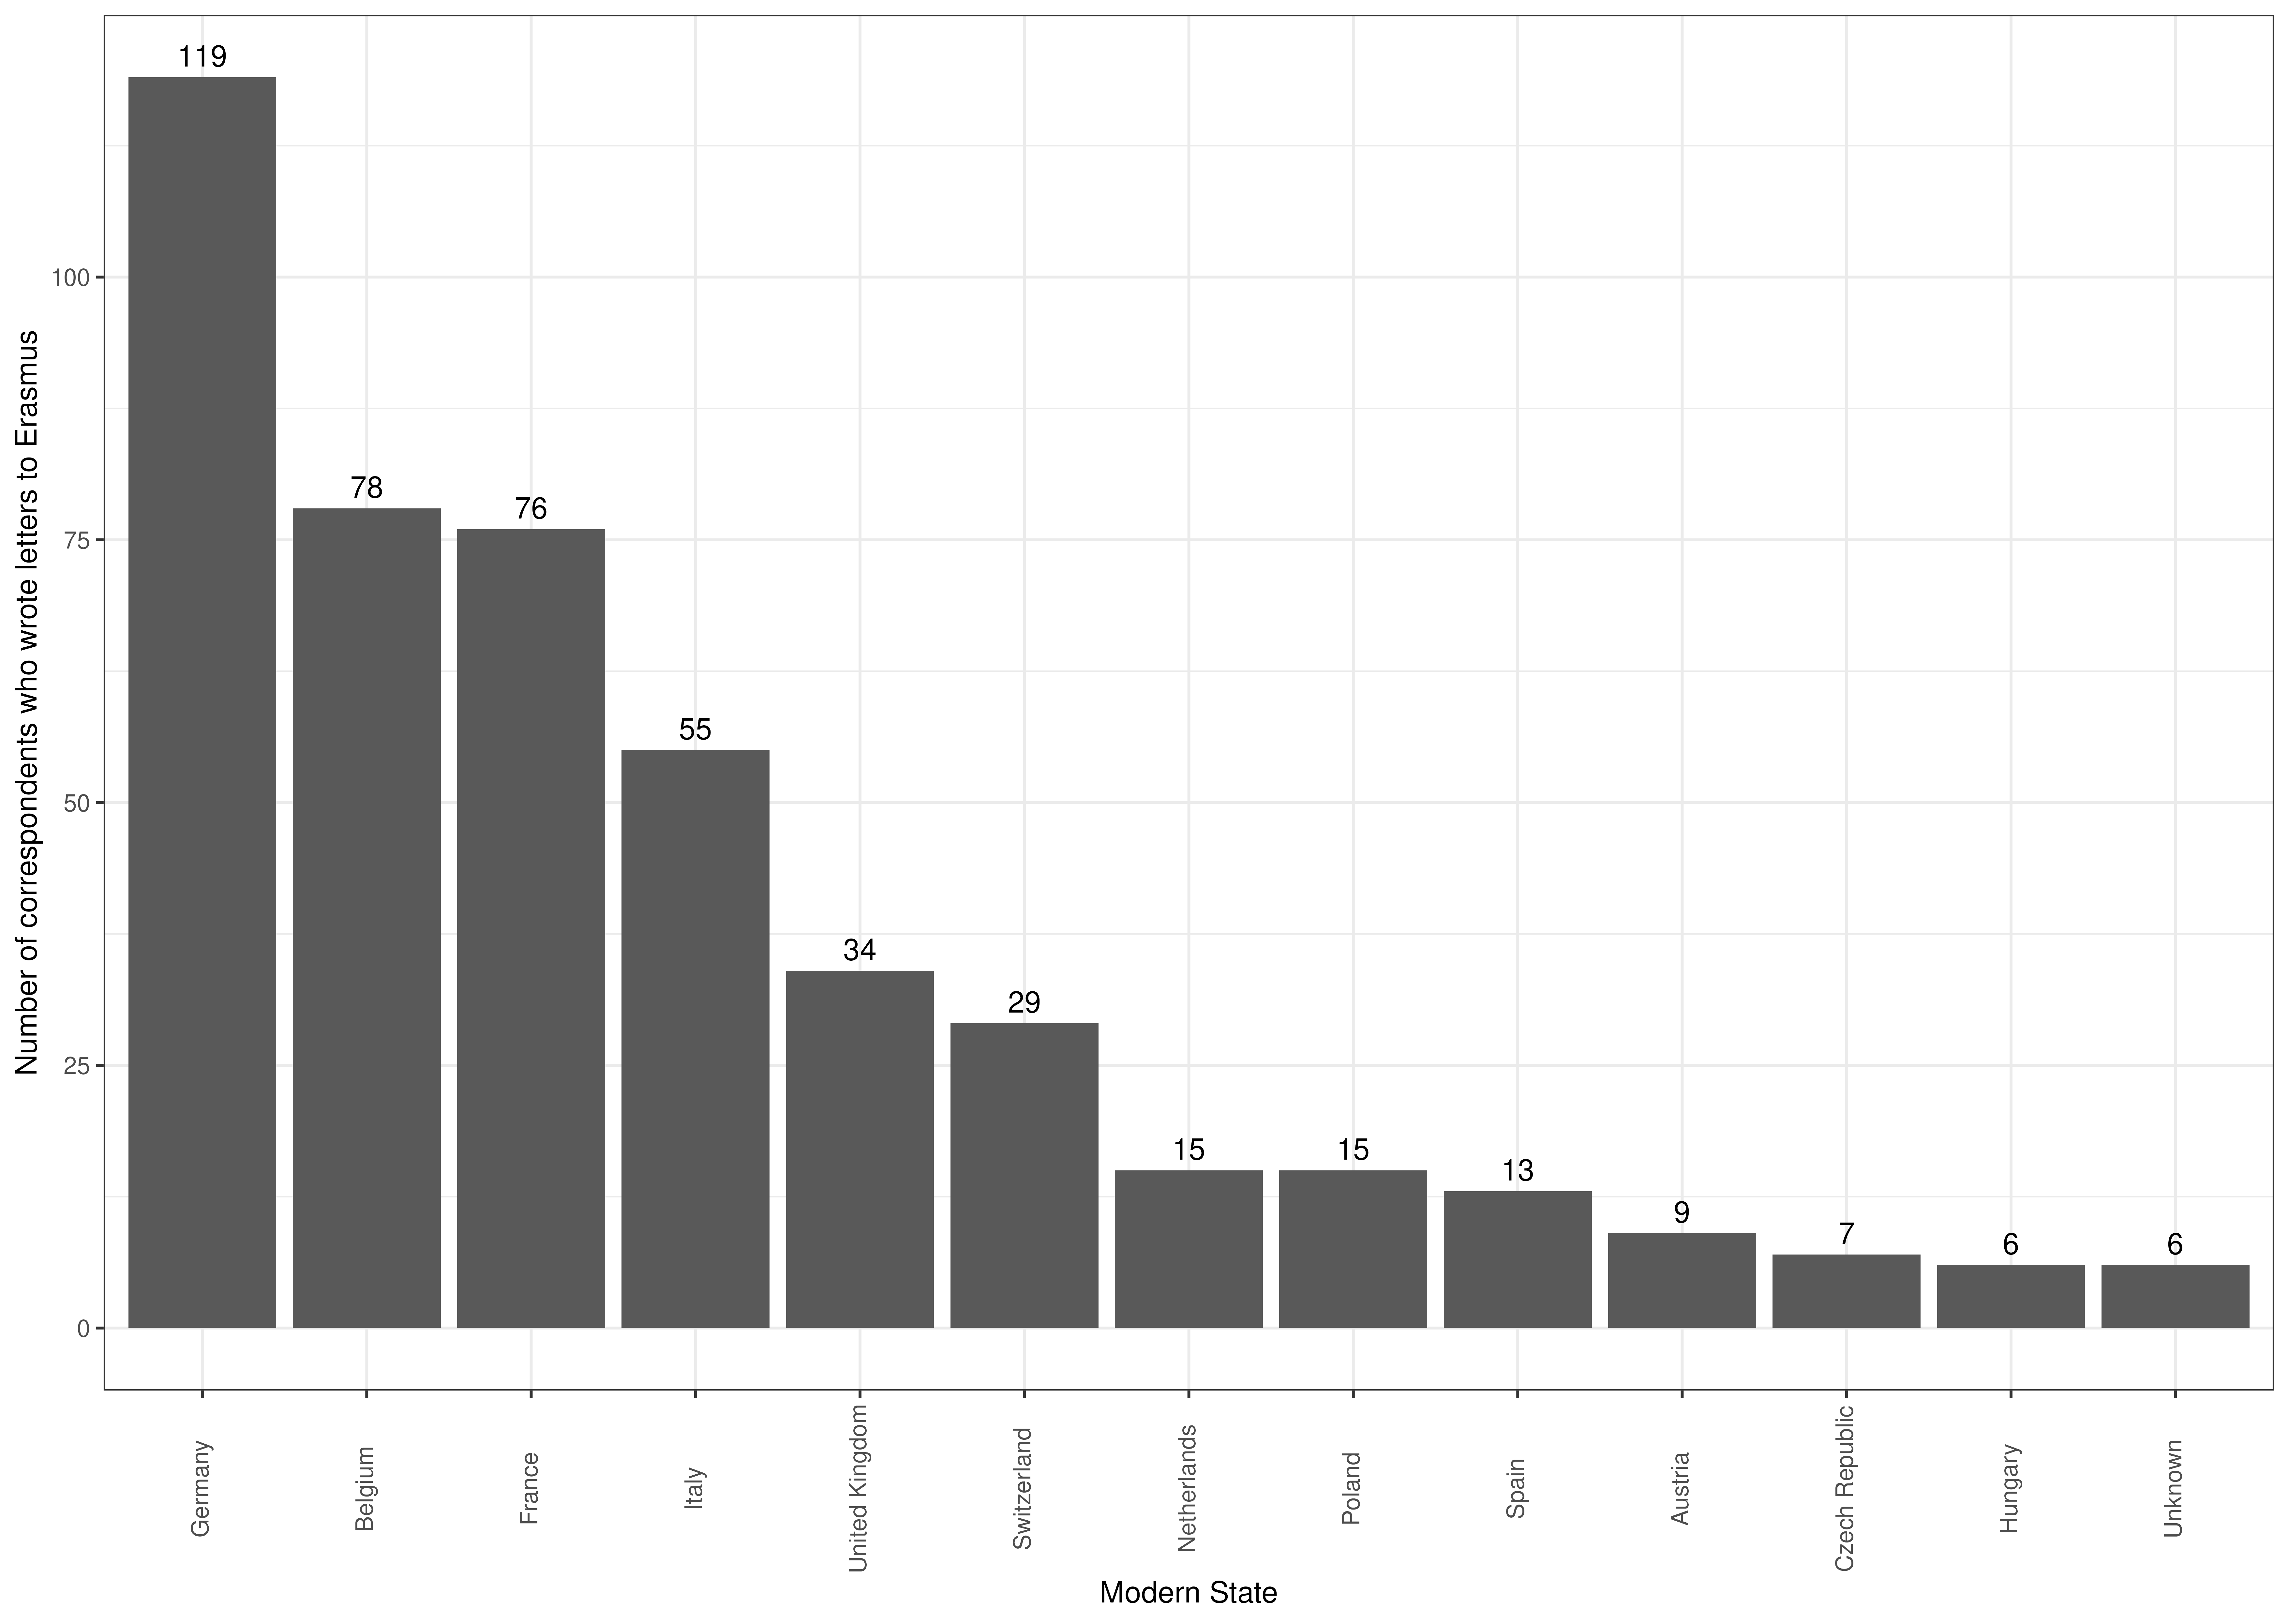 Number of correspondents who wrote letters to Erasmus
100
75
50
25
0
119
78
76
55
34
29
15
15
13
9
7
6
6
Germany
Belgium
France
Italy
United Kingdom
Switzerland
Netherlands
Poland
Spain
Austria
Czech Republic
Hungary
Unknown
Modern State